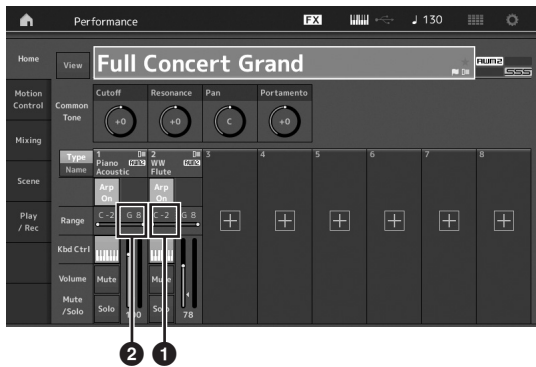 Performance FX 130
Home View Full Concert Grand AWM2
Motion Control Common Tone Cutoff Resonance Pan Portamento
+0 +0 C +0
Mixing
Type 1 2 3 4 5 6 7 8
Name Piano AWM2 WW AWM2
Acoustic Flute
Scene Arp On Arp On
Play / Rec Range C -2 G 8 C -2 G 8
Kbd Ctrl
Volume Mute Mute
Mute /Solo Solo 100 Solo 78
2 1